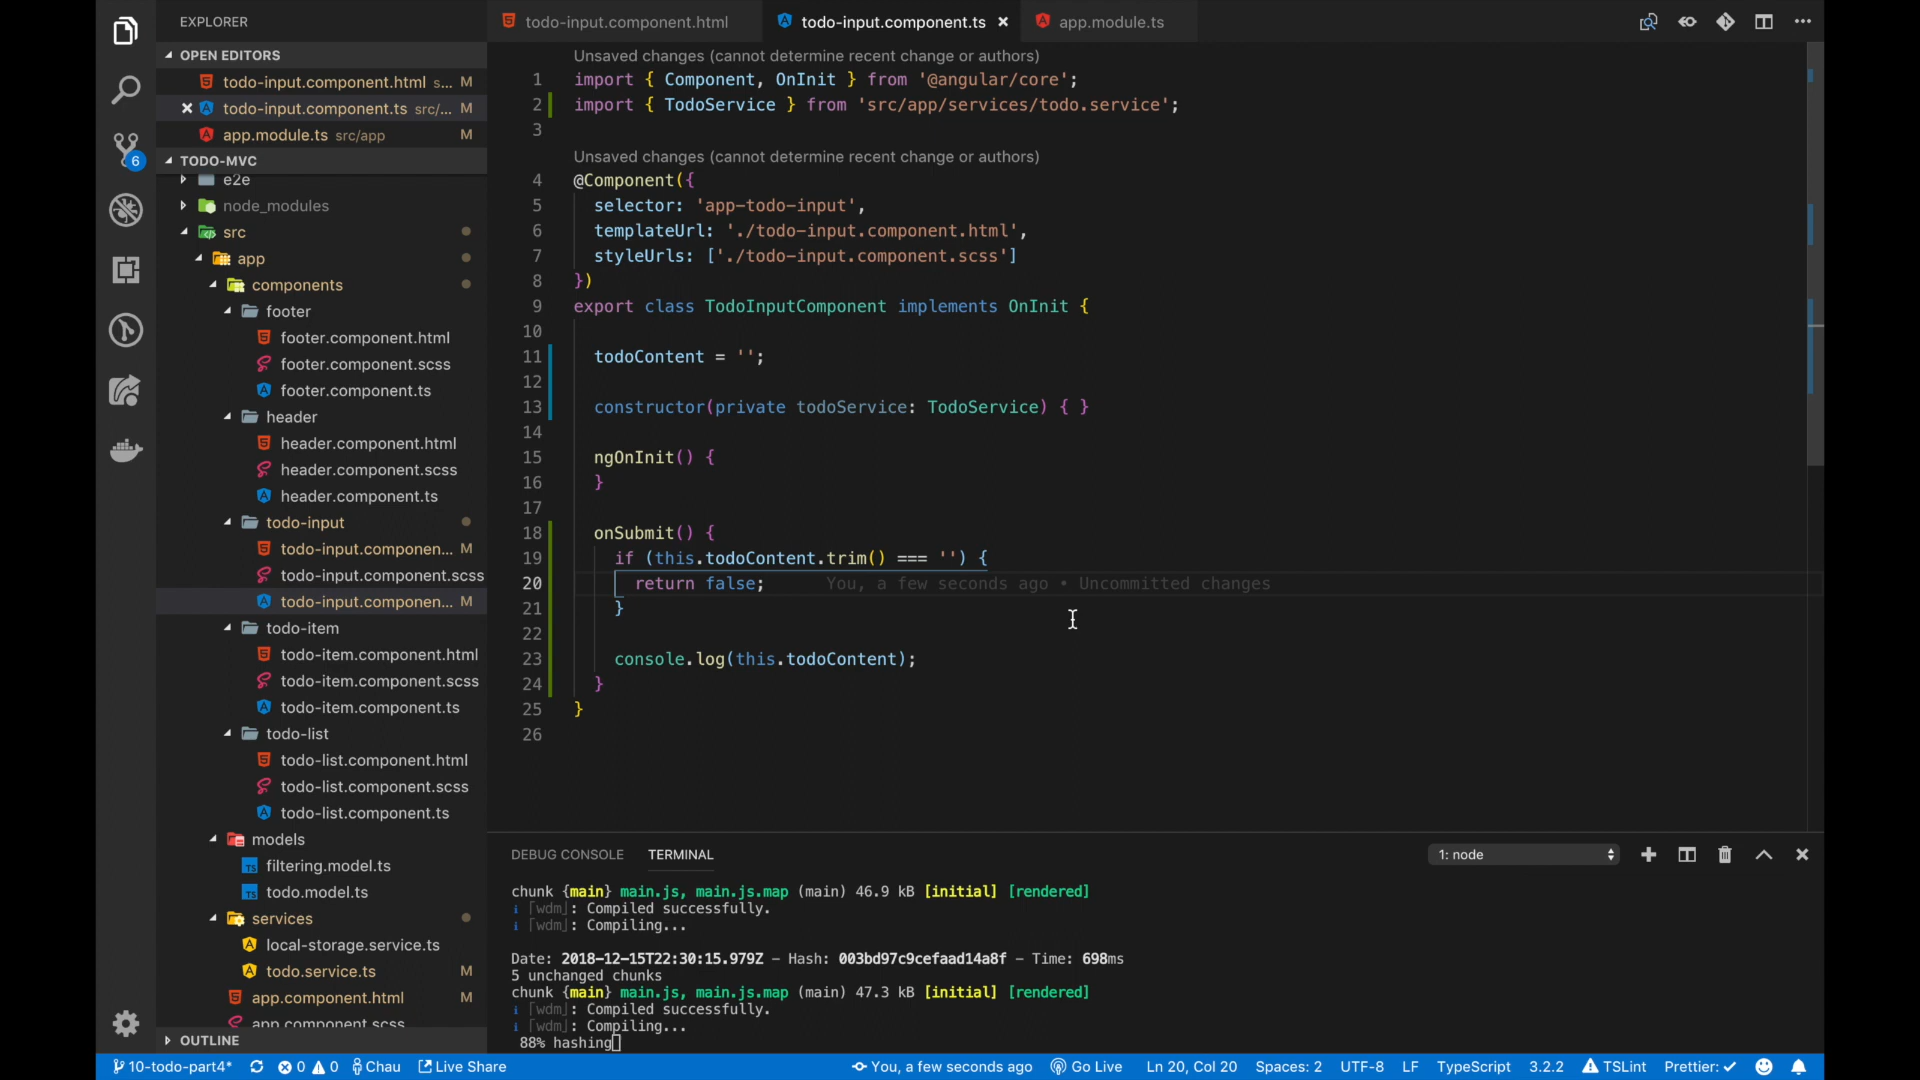 EXPLORER
OPEN EDITORS
todo-input.component.html s... M
todo-input.component.ts src/... M
app.module.ts src/app M
TODO-MVC
e2e
node_modules
src
app
components
footer
footer.component.html
footer.component.scss
footer.component.ts
header
header.component.html
header.component.scss
header.component.ts
todo-input
todo-input.componen... M
todo-input.component.scss
todo-input.componen... M
todo-item
todo-item.component.html
todo-item.component.scss
todo-item.component.ts
todo-list
todo-list.component.html
todo-list.component.scss
todo-list.component.ts
models
filtering.model.ts
todo.model.ts
services
local-storage.service.ts
todo.service.ts M
app.component.html M
app.component.scss
OUTLINE
6
todo-input.component.html
todo-input.component.ts
app.module.ts
Unsaved changes (cannot determine recent change or authors)
1 import { Component, OnInit } from '@angular/core';
2 import { TodoService } from 'src/app/services/todo.service';
3
Unsaved changes (cannot determine recent change or authors)
4 @Component({
5 selector: 'app-todo-input',
6 templateUrl: './todo-input.component.html',
7 styleUrls: ['./todo-input.component.scss']
8 })
9 export class TodoInputComponent implements OnInit {
10
11 todoContent = '';
12
13 constructor(private todoService: TodoService) { }
14
15 ngOnInit() {
16 }
17
18 onSubmit() {
19 if (this.todoContent.trim() === '') {
20 return false; You, a few seconds ago • Uncommitted changes
21 }
22
23 console.log(this.todoContent);
24 }
25 }
26
DEBUG CONSOLE TERMINAL 1: node
chunk {main} main.js, main.js.map (main) 46.9 kB [initial] [rendered]
i ｢wdm｣: Compiled successfully.
i ｢wdm｣: Compiling...
Date: 2018-12-15T22:30:15.979Z - Hash: 003bd97c9cefaad14a8f - Time: 698ms
5 unchanged chunks
chunk {main} main.js, main.js.map (main) 47.3 kB [initial] [rendered]
i ｢wdm｣: Compiled successfully.
i ｢wdm｣: Compiling...
88% hashing
10-todo-part4* 0 0 Chau Live Share You, a few seconds ago Go Live Ln 20, Col 20 Spaces: 2 UTF-8 LF TypeScript 3.2.2 TSLint Prettier: ✓